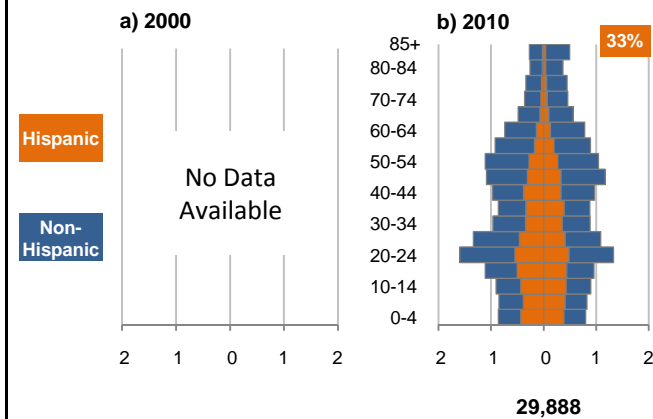 a) 2000
b) 2010
33%
85+
80-84
70-74
60-64
50-54
40-44
30-34
20-24
10-14
0-4
Hispanic
Non-
Hispanic
No Data
Available
2 1 0 1 2
2 1 0 1 2
29,888